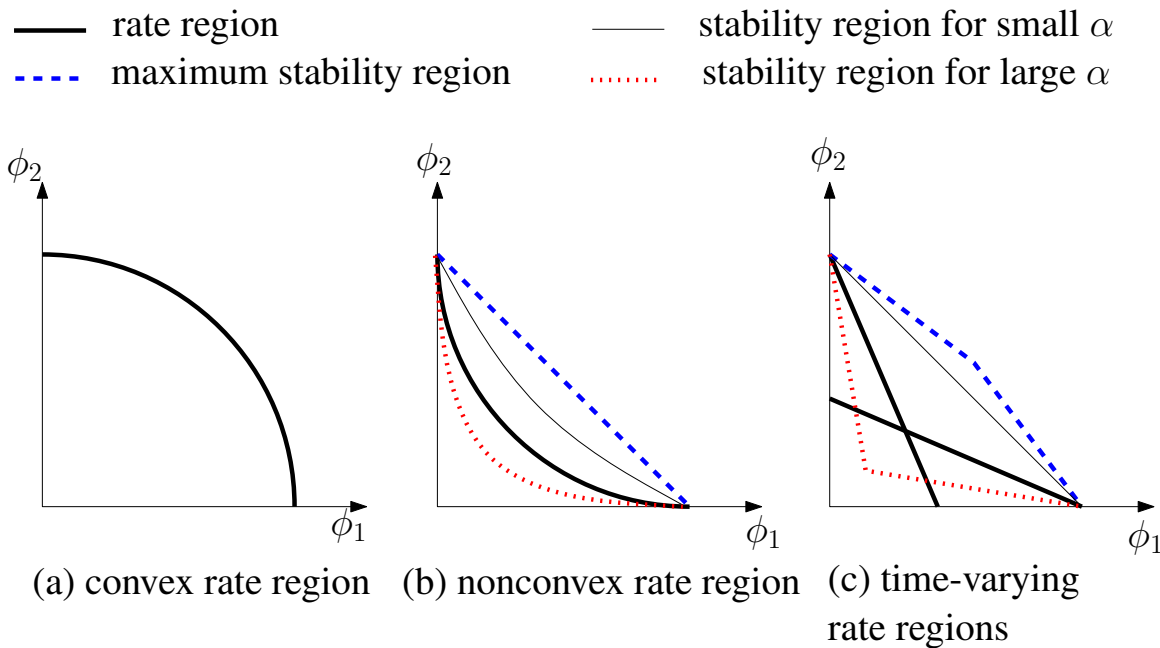 rate region
stability region for small α
maximum stability region
stability region for large α
ϕ2
ϕ1
ϕ2
ϕ1
ϕ2
ϕ1
(a) convex rate region
(b) nonconvex rate region
(c) time-varying
rate regions